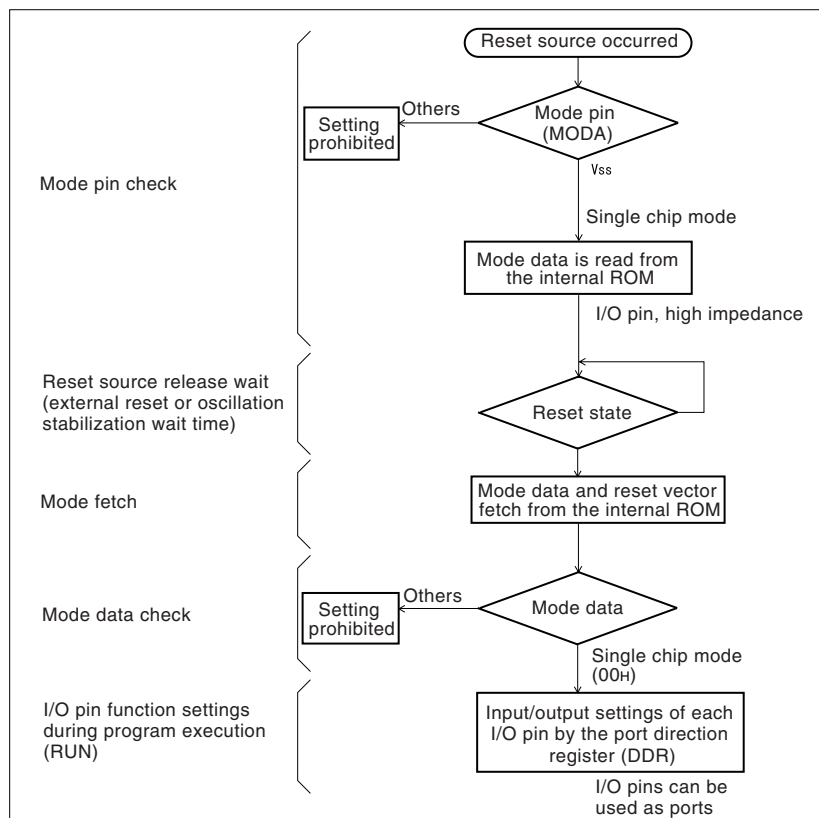 Reset source occurred
Others
Mode pin
(MODA)
Setting
prohibited
Vss
Mode pin check
Single chip mode
Mode data is read from
the internal ROM
I/O pin, high impedance
Reset source release wait
(external reset or oscillation
stabilization wait time)
Reset state
Mode fetch
Mode data and reset vector
fetch from the internal ROM
Others
Mode data check
Setting
prohibited
Mode data
Single chip mode
(00H)
I/O pin function settings
during program execution
(RUN)
Input/output settings of each
I/O pin by the port direction
register (DDR)
I/O pins can be
used as ports